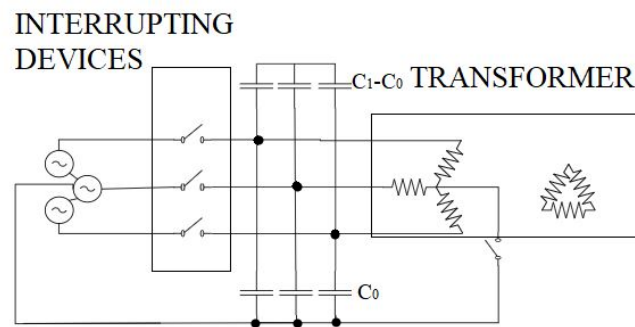 INTERRUPTING
DEVICES
C₁-C₀ TRANSFORMER
C₀